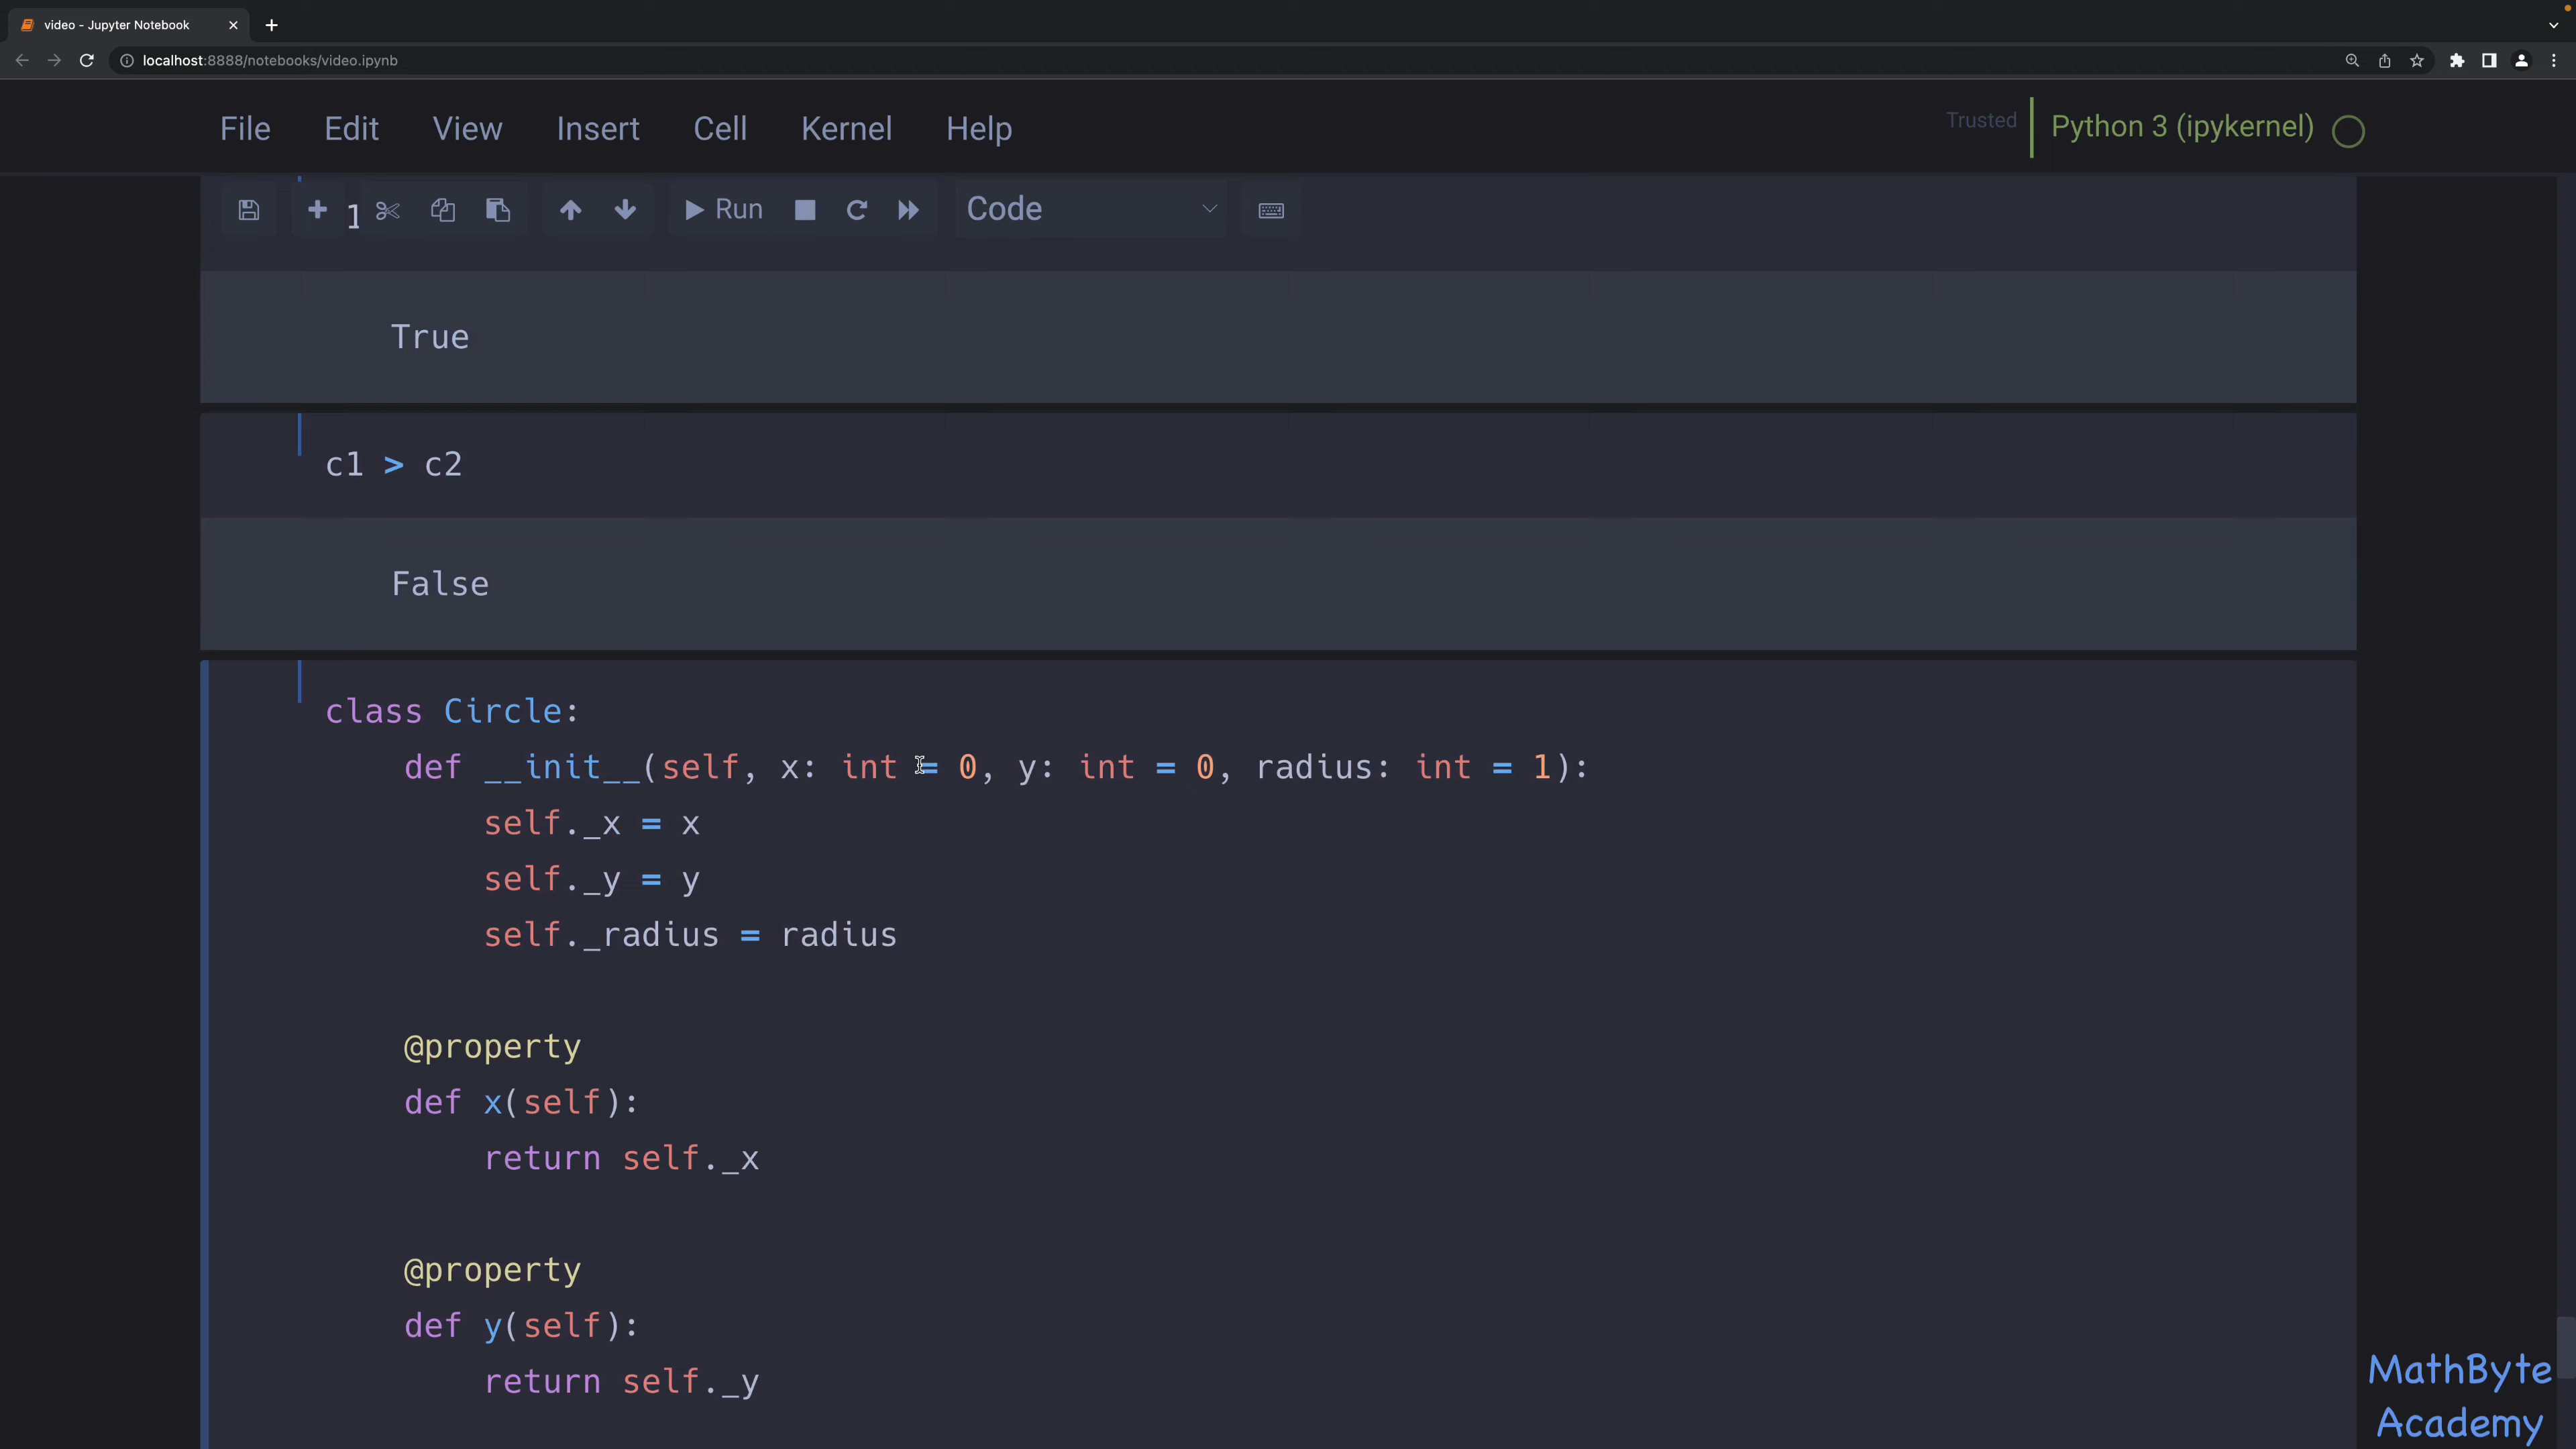 video - Jupyter Notebook
localhost:8888/notebooks/video.ipynb
File Edit View Insert Cell Kernel Help
Trusted Python 3 (ipykernel)
1 Run Code
True
c1 > c2
False
class Circle:
    def __init__(self, x: int = 0, y: int = 0, radius: int = 1):
        self._x = x
        self._y = y
        self._radius = radius
    @property
    def x(self):
        return self._x
    @property
    def y(self):
        return self._y
MathByte
Academy